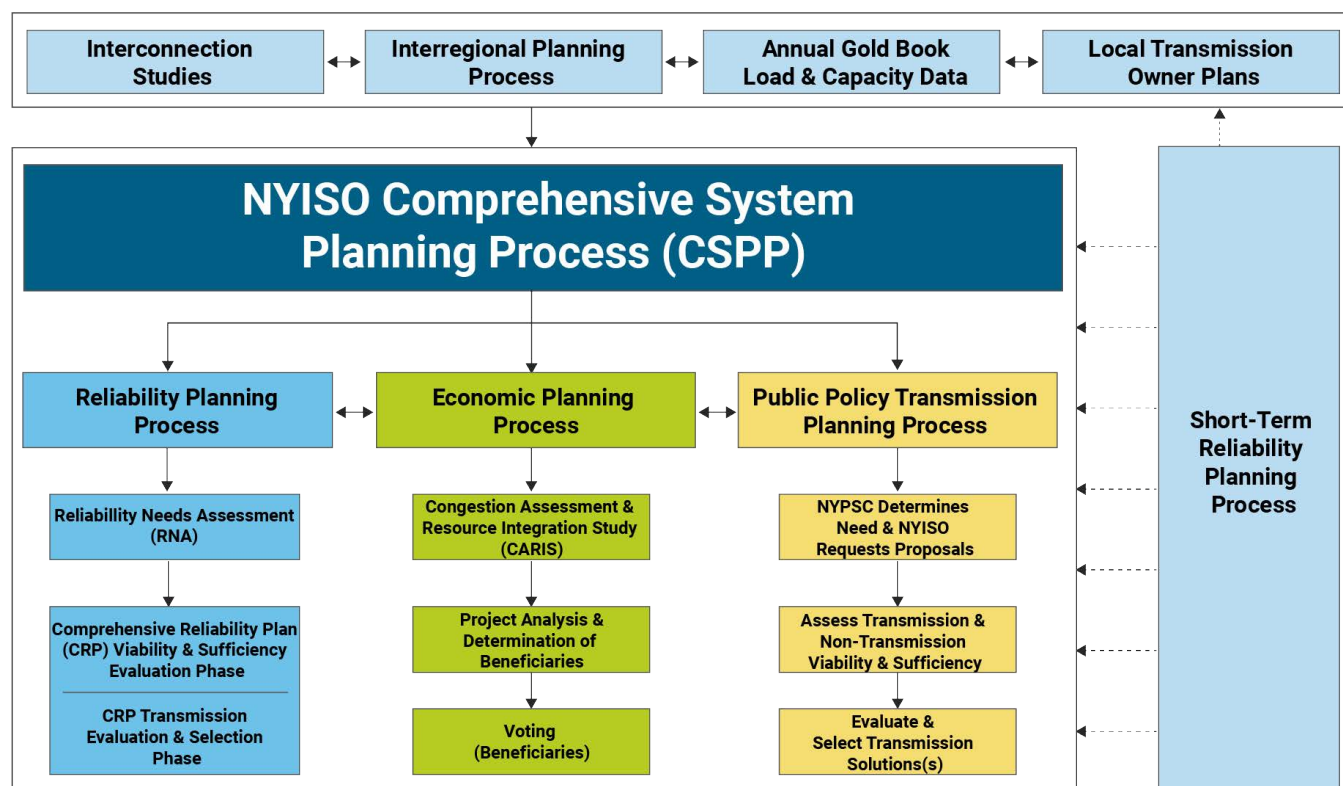 Interconnection
Studies
Interregional Planning
Process
Annual Gold Book
Load & Capacity Data
Local Transmission
Owner Plans
NYISO Comprehensive System
Planning Process (CSPP)
Reliability Planning
Process
Economic Planning
Process
Public Policy Transmission
Planning Process
Short-Term
Reliability
Planning
Process
Reliabillity Needs Assessment
(RNA)
Congestion Assessment &
Resource Integration Study
(CARIS)
NYPSC Determines
Need & NYISO
Requests Proposals
Comprehensive Reliability Plan
(CRP) Viability & Sufficiency
Evaluation Phase
CRP Transmission
Evaluation & Selection
Phase
Project Analysis &
Determination of
Beneficiaries
Assess Transmission &
Non-Transmission
Viability & Sufficiency
Voting
(Beneficiaries)
Evaluate &
Select Transmission
Solutions(s)